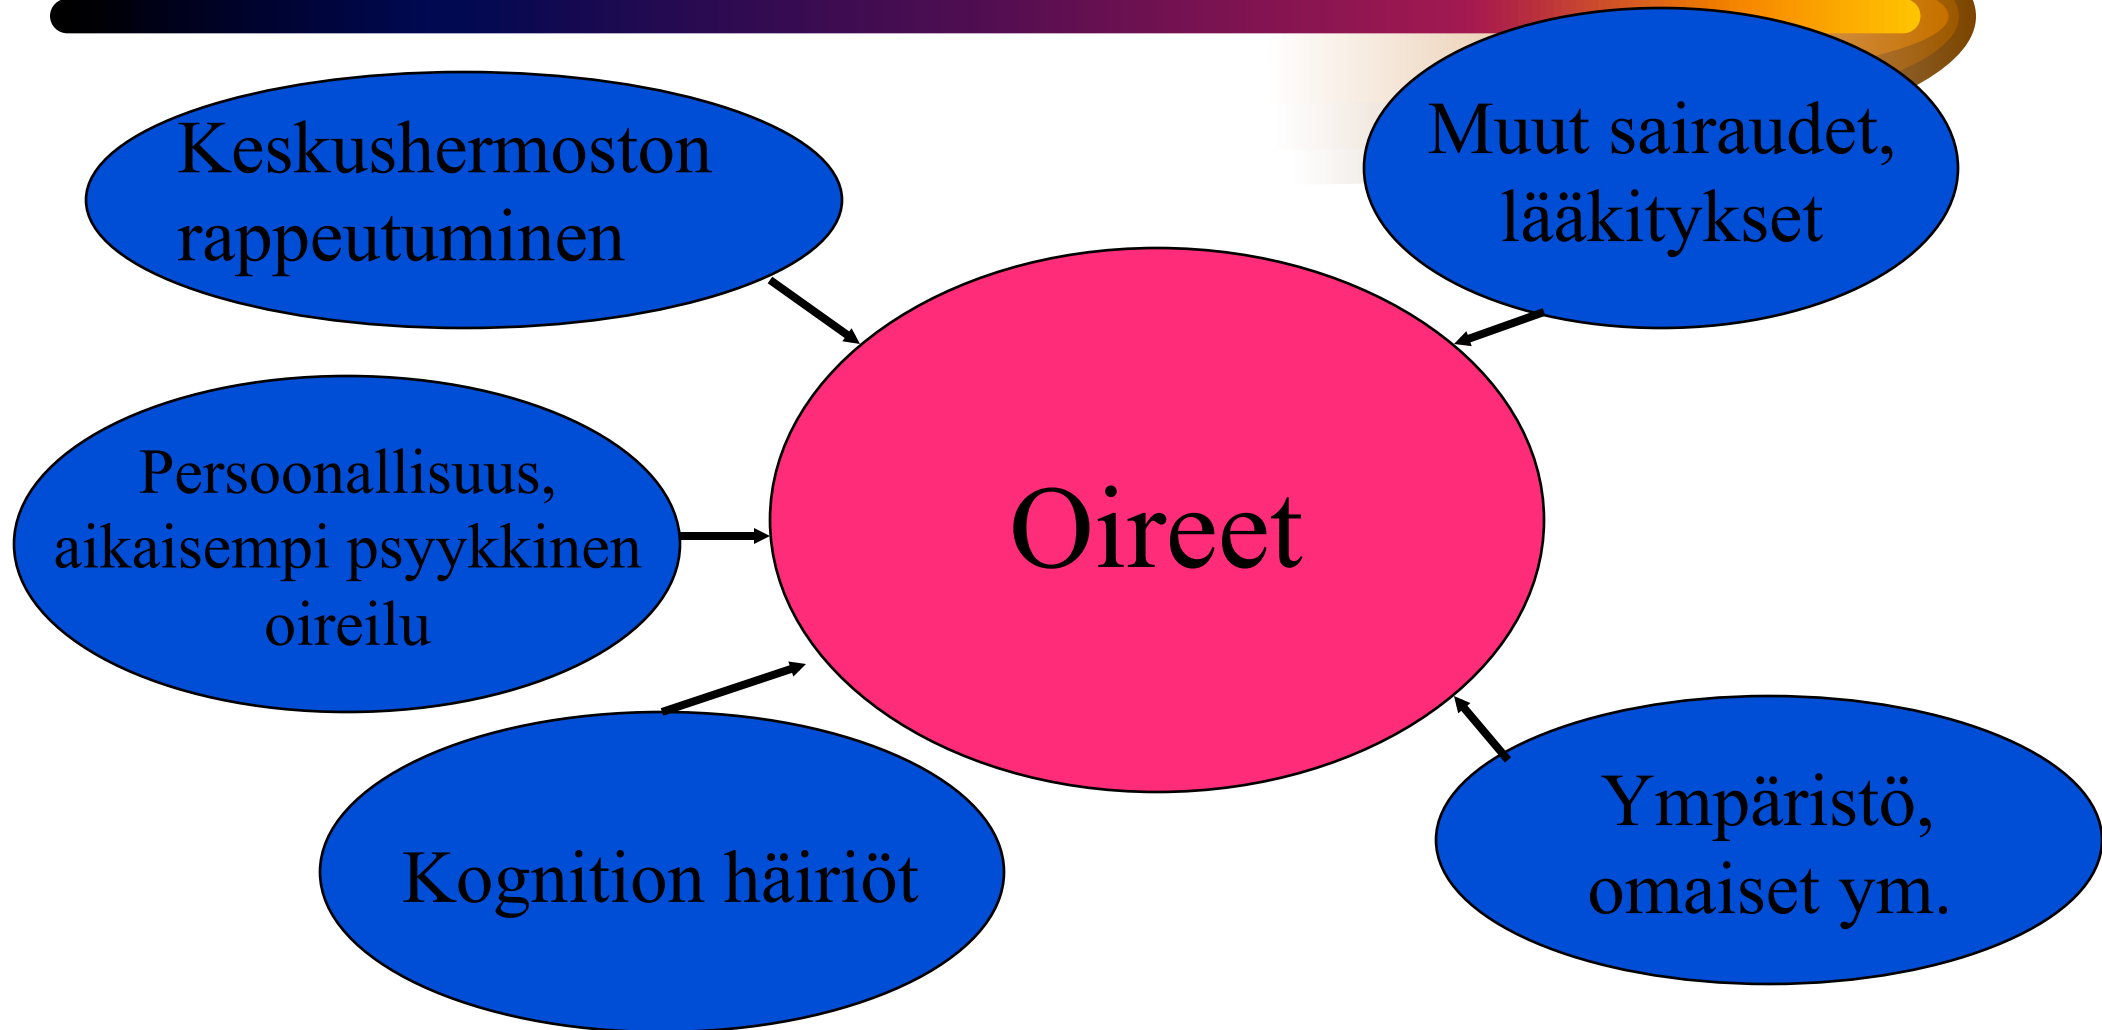 Keskushermoston
rappeutuminen
Muut sairaudet,
lääkitykset
Persoonallisuus,
aikaisempi psyykkinen
oireilu
Oireet
Kognition häiriöt
Ympäristö,
omaiset ym.